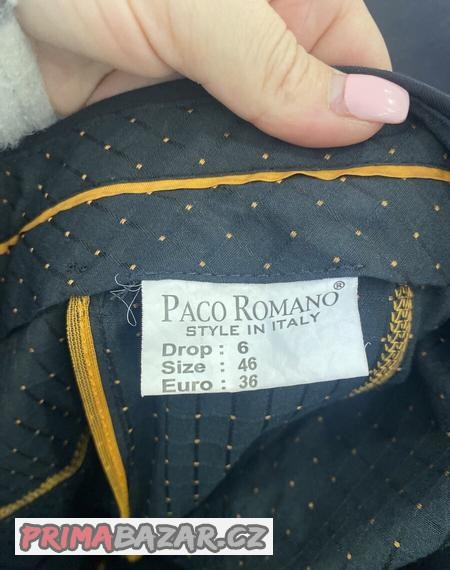 PACO ROMANO®
STYLE IN ITALY
Drop : 6
Size : 46
Euro : 36
PRIMABAZAR.CZ